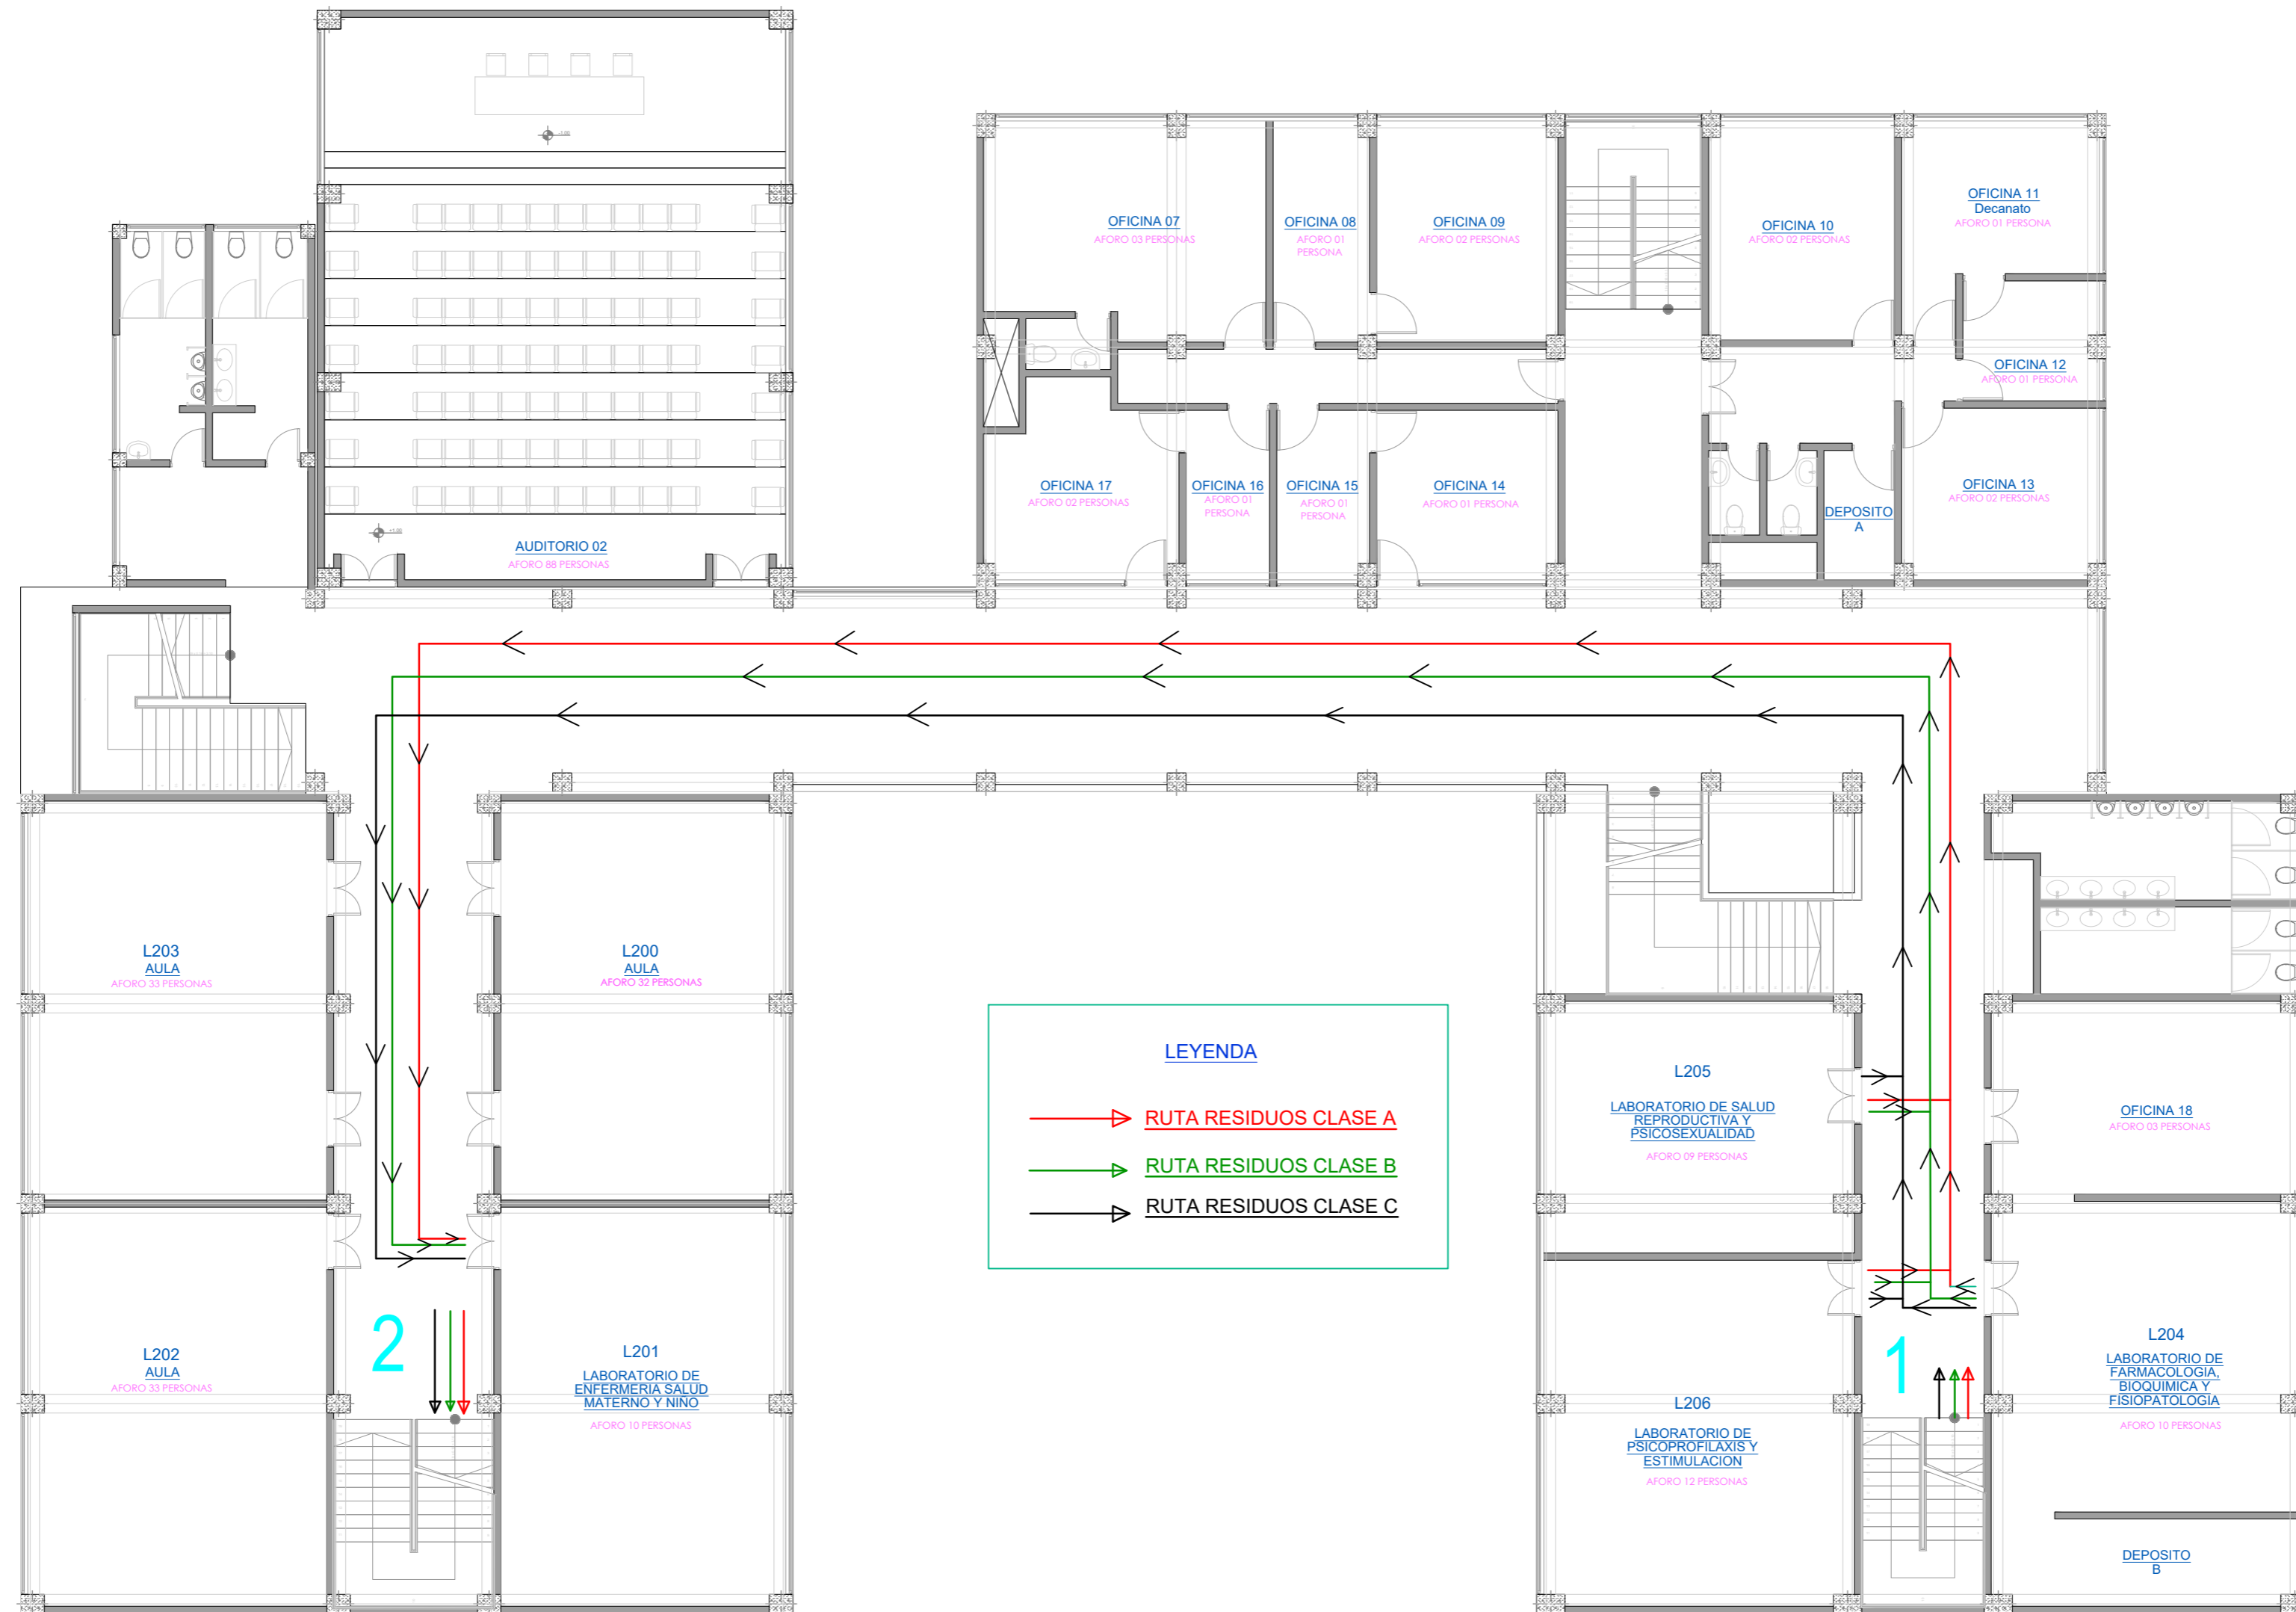 OFICINA 07
AFORO 03 PERSONAS
OFICINA 08
AFORO 01
PERSONA
OFICINA 09
AFORO 02 PERSONAS
OFICINA 10
AFORO 02 PERSONAS
OFICINA 11
Decanato
AFORO 01 PERSONA
OFICINA 12
AFORO 01 PERSONA
OFICINA 17
AFORO 02 PERSONAS
OFICINA 16
AFORO 01
PERSONA
OFICINA 15
AFORO 01
PERSONA
OFICINA 14
AFORO 01 PERSONAS
DEPOSITO
A
OFICINA 13
AFORO 02 PERSONAS
AUDITORIO 02
AFORO 88 PERSONAS
L203
AULA
AFORO 33 PERSONAS
L200
AULA
AFORO 32 PERSONAS
LEYENDA
RUTA RESIDUOS CLASE A
RUTA RESIDUOS CLASE B
RUTA RESIDUOS CLASE C
L205
LABORATORIO DE SALUD
REPRODUCTIVA Y
PSICOSEXUALIDAD
AFORO 09 PERSONAS
OFICINA 18
AFORO 03 PERSONAS
L202
AULA
AFORO 33 PERSONAS
2
L201
LABORATORIO DE
ENFERMERIA SALUD
MATERNO Y NIÑO
AFORO 10 PERSONAS
L206
LABORATORIO DE
PSICOPROFILAXIS Y
ESTIMULACION
AFORO 12 PERSONAS
1
L204
LABORATORIO DE
FARMACOLOGIA,
BIOQUIMICA Y
FISIOPATOLOGIA
AFORO 10 PERSONAS
DEPOSITO
B